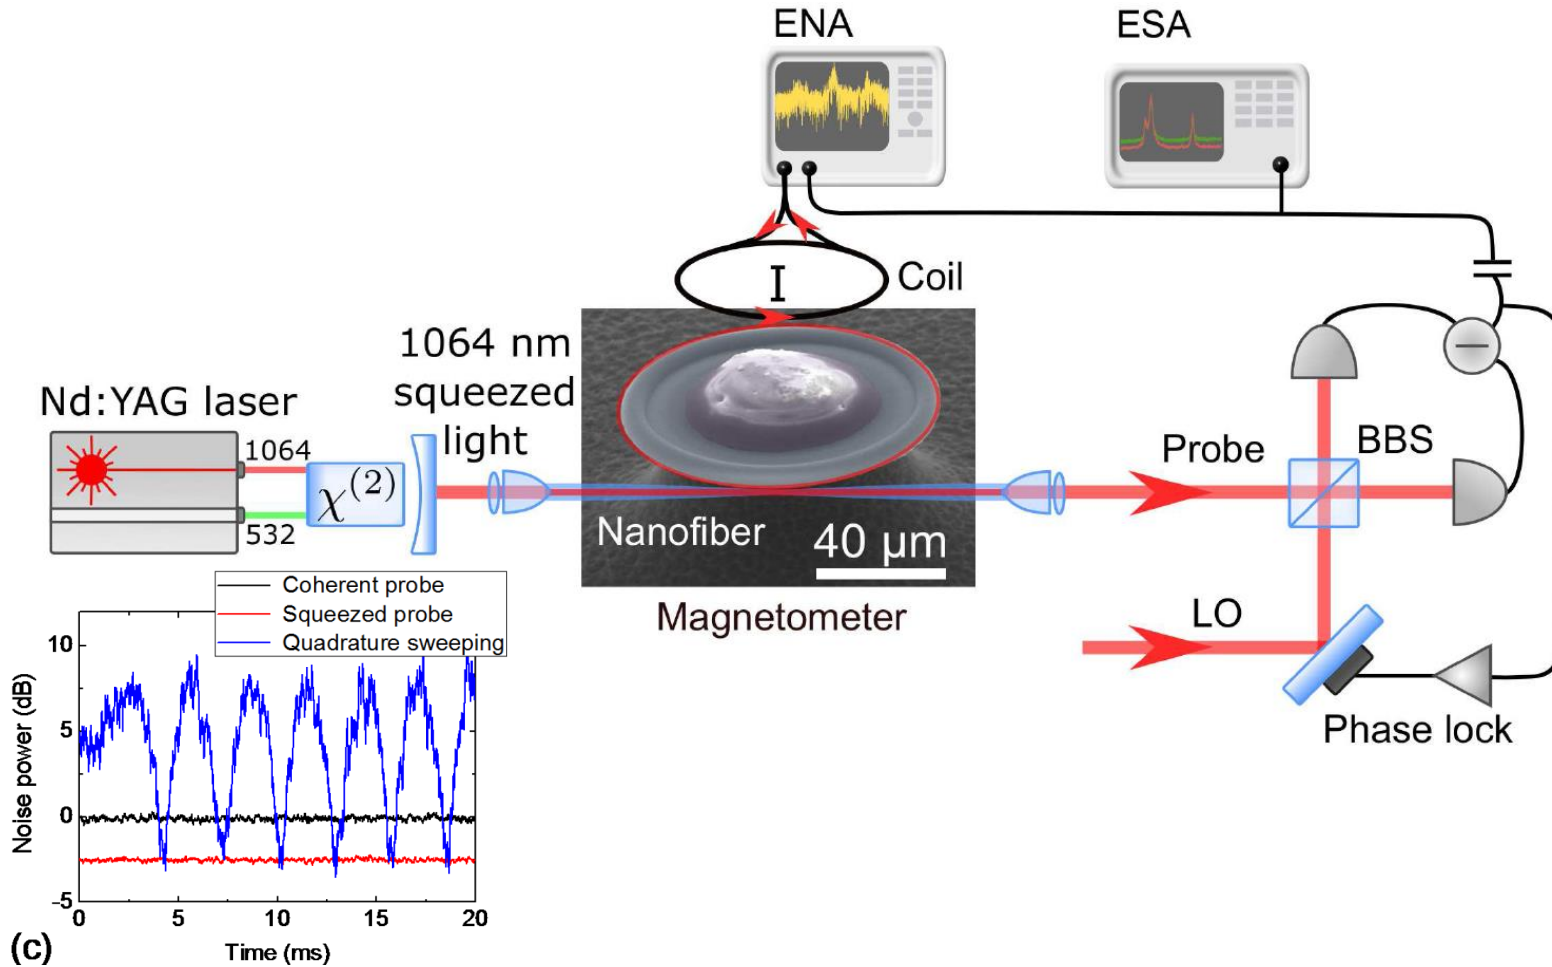 ENA
ESA
I
Coil
1064 nm
squeezed
light
Nd:YAG laser
1064
χ(2)
532
Nanofiber
40 µm
Magnetometer
Probe
BBS
LO
Phase lock
Coherent probe
Squeezed probe
Quadrature sweeping
Noise power (dB)
10
5
0
−5
0 5 10 15 20
Time (ms)
(c)